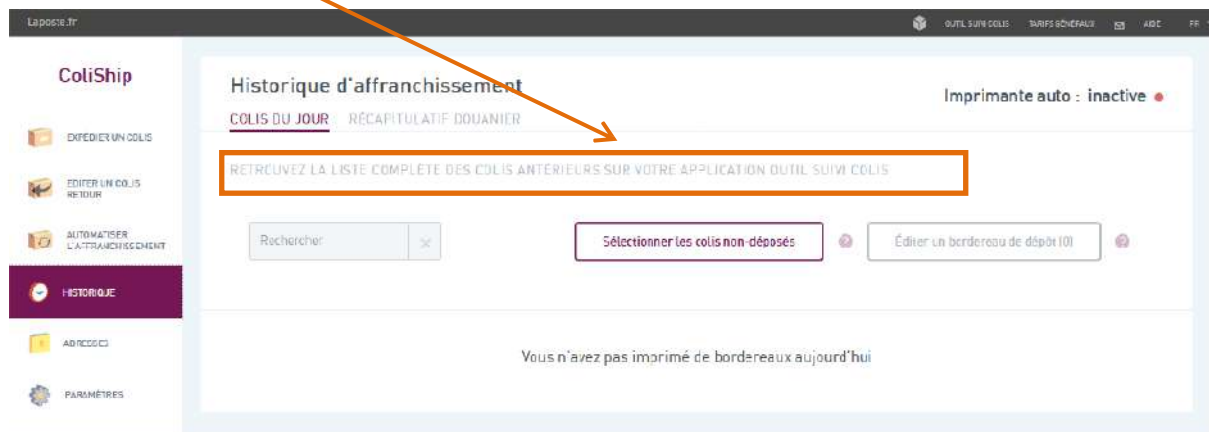 Laposte.fr
OUTIL SUIVI COLIS TARIFS GÉNÉRAUX AIDE FR
ColiShip
EXPEDIER UN COLIS
EDITER UN COLIS
RETOUR
AUTOMATISER
L'AFFRANCHISSEMENT
HISTORIQUE
ADRESSES
PARAMÈTRES
Historique d'affranchissement
Imprimante auto : inactive
COLIS DU JOUR RÉCAPITULATIF DOUANIER
RETROUVEZ LA LISTE COMPLÈTE DES COLIS ANTÉRIEURS SUR VOTRE APPLICATION OUTIL SUIVI COLIS
Rechercher
Sélectionner les colis non-déposés ?
Éditer un bordereau de dépôt (0) ?
Vous n'avez pas imprimé de bordereaux aujourd'hui